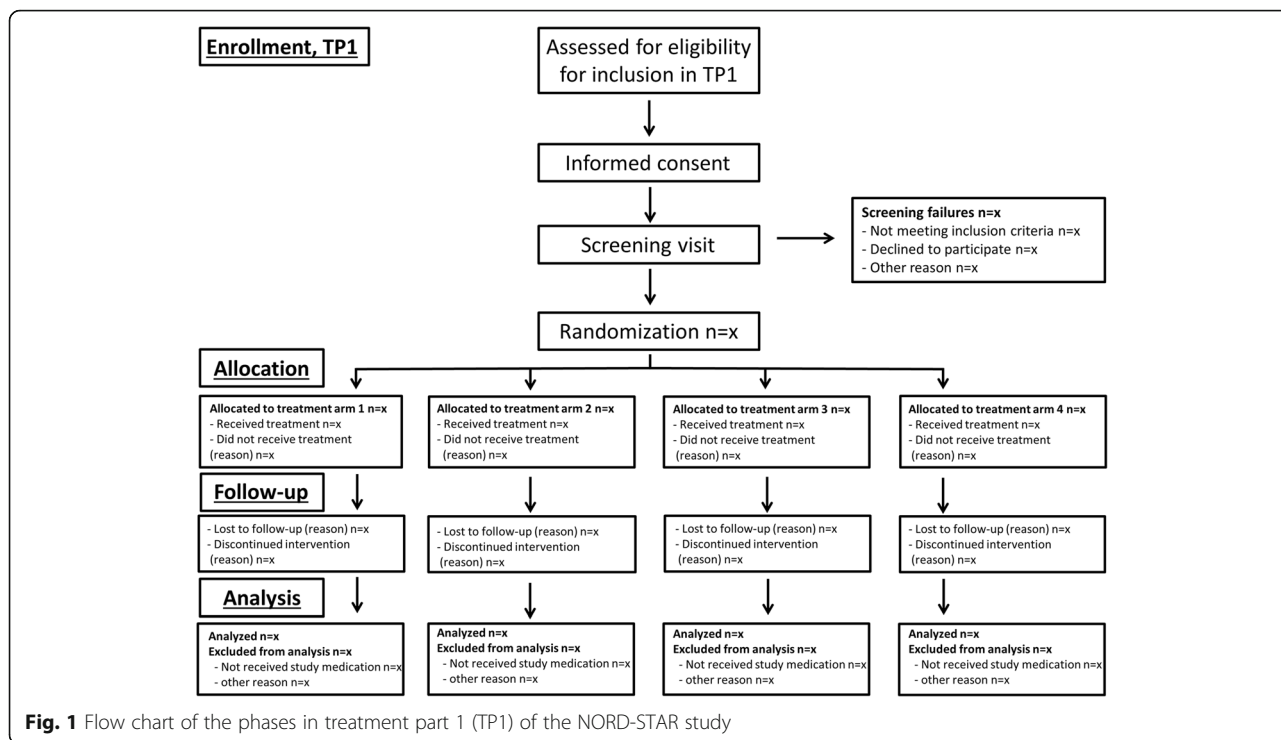 Enrollment, TP1
Assessed for eligibility
for inclusion in TP1
Informed consent
Screening visit
Screening failures n=x
- Not meeting inclusion criteria n=x
- Declined to participate n=x
- Other reason n=x
Randomization n=x
Allocation
Allocated to treatment arm 1 n=x
- Received treatment n=x
- Did not receive treatment
(reason) n=x
Allocated to treatment arm 2 n=x
- Received treatment n=x
- Did not receive treatment
(reason) n=x
Allocated to treatment arm 3 n=x
- Received treatment n=x
- Did not receive treatment
(reason) n=x
Allocated to treatment arm 4 n=x
- Received treatment n=x
- Did not receive treatment
(reason) n=x
Follow-up
- Lost to follow-up (reason) n=x
- Discontinued intervention
(reason) n=x
- Lost to follow-up (reason) n=x
- Discontinued intervention
(reason) n=x
- Lost to follow-up (reason) n=x
- Discontinued intervention
(reason) n=x
- Lost to follow-up (reason) n=x
- Discontinued intervention
(reason) n=x
Analysis
Analyzed n=x
Excluded from analysis n=x
- Not received study medication n=x
- other reason n=x
Analyzed n=x
Excluded from analysis n=x
- Not received study medication n=x
- other reason n=x
Analyzed n=x
Excluded from analysis n=x
- Not received study medication n=x
- other reason n=x
Analyzed n=x
Excluded from analysis n=x
- Not received study medication n=x
- other reason n=x
Fig. 1 Flow chart of the phases in treatment part 1 (TP1) of the NORD-STAR study